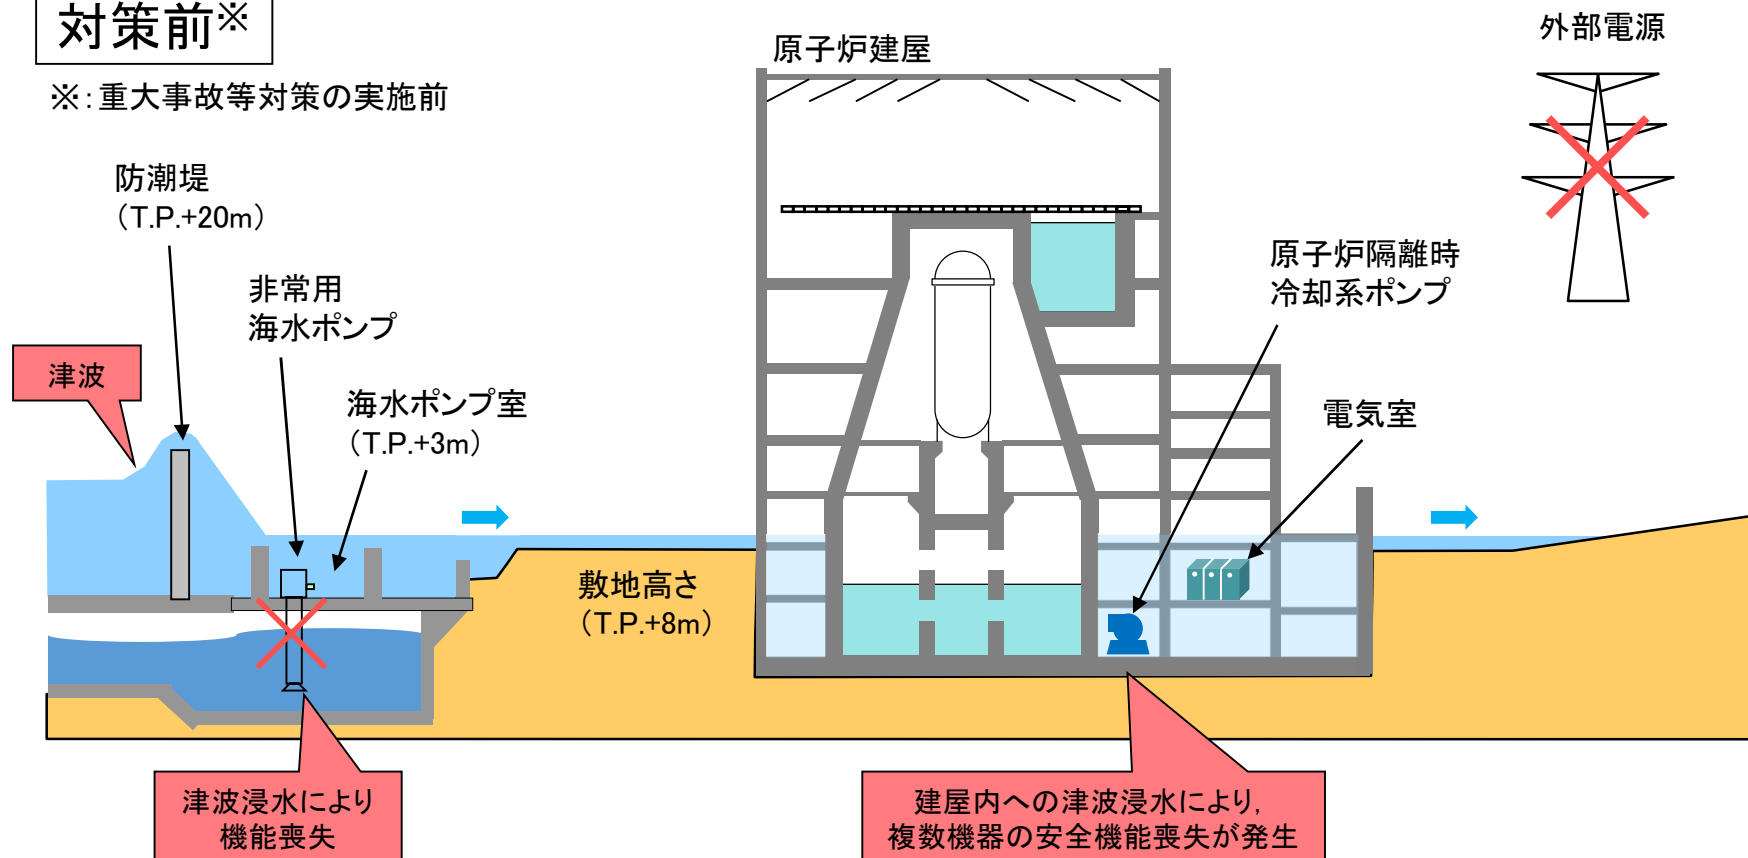 対策前※
※:重大事故等対策の実施前
原子炉建屋
外部電源
防潮堤
(T.P.+20m)
非常用
海水ポンプ
津波
海水ポンプ室
(T.P.+3m)
原子炉隔離時
冷却系ポンプ
電気室
敷地高さ
(T.P.+8m)
津波浸水により
機能喪失
建屋内への津波浸水により,
複数機器の安全機能喪失が発生